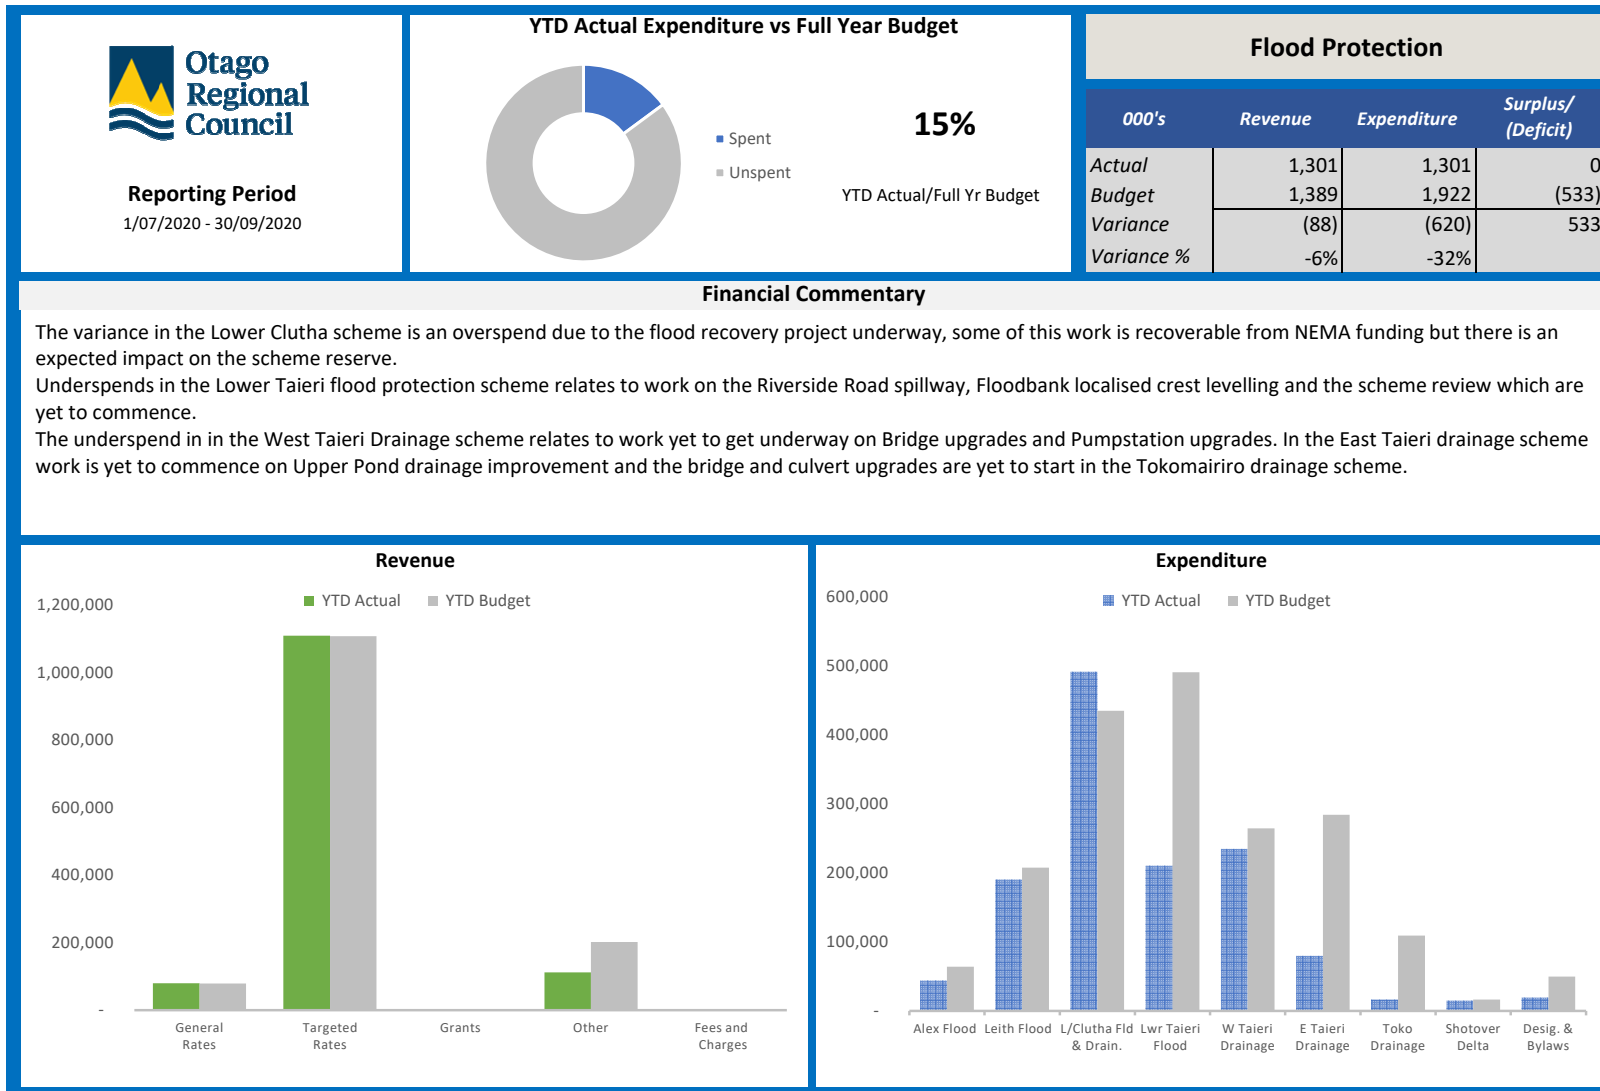 Otago
Regional
Council
Reporting Period
1/07/2020 - 30/09/2020
YTD Actual Expenditure vs Full Year Budget
Spent
Unspent
15%
YTD Actual/Full Yr Budget
Flood Protection
000's Revenue Expenditure Surplus/ (Deficit)
Actual 1,301 1,301 0
Budget 1,389 1,922 (533)
Variance (88) (620) 533
Variance % -6% -32%
Financial Commentary
The variance in the Lower Clutha scheme is an overspend due to the flood recovery project underway, some of this work is recoverable from NEMA funding but there is an
expected impact on the scheme reserve.
Underspends in the Lower Taieri flood protection scheme relates to work on the Riverside Road spillway, Floodbank localised crest levelling and the scheme review which are
yet to commence.
The underspend in in the West Taieri Drainage scheme relates to work yet to get underway on Bridge upgrades and Pumpstation upgrades. In the East Taieri drainage scheme
work is yet to commence on Upper Pond drainage improvement and the bridge and culvert upgrades are yet to start in the Tokomairiro drainage scheme.
Revenue
YTD Actual YTD Budget
1,200,000
1,000,000
800,000
600,000
400,000
200,000
-
General Rates
Targeted Rates
Grants
Other
Fees and Charges
Expenditure
YTD Actual YTD Budget
600,000
500,000
400,000
300,000
200,000
100,000
-
Alex Flood
Leith Flood
L/Clutha Fld & Drain.
Lwr Taieri Flood
W Taieri Drainage
E Taieri Drainage
Toko Drainage
Shotover Delta
Desig. & Bylaws